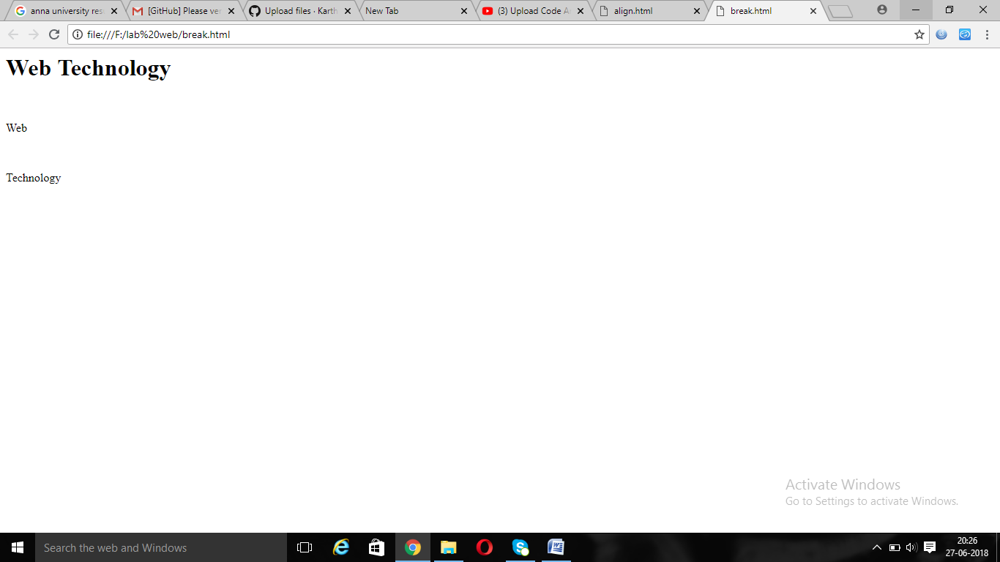 anna university res
[GitHub] Please ver
Upload files · Karth
New Tab
(3) Upload Code A
align.html
break.html
file:///F:/lab%20web/break.html
Web Technology
Web
Technology
Activate Windows
Go to Settings to activate Windows.
Search the web and Windows
20:26
27-06-2018